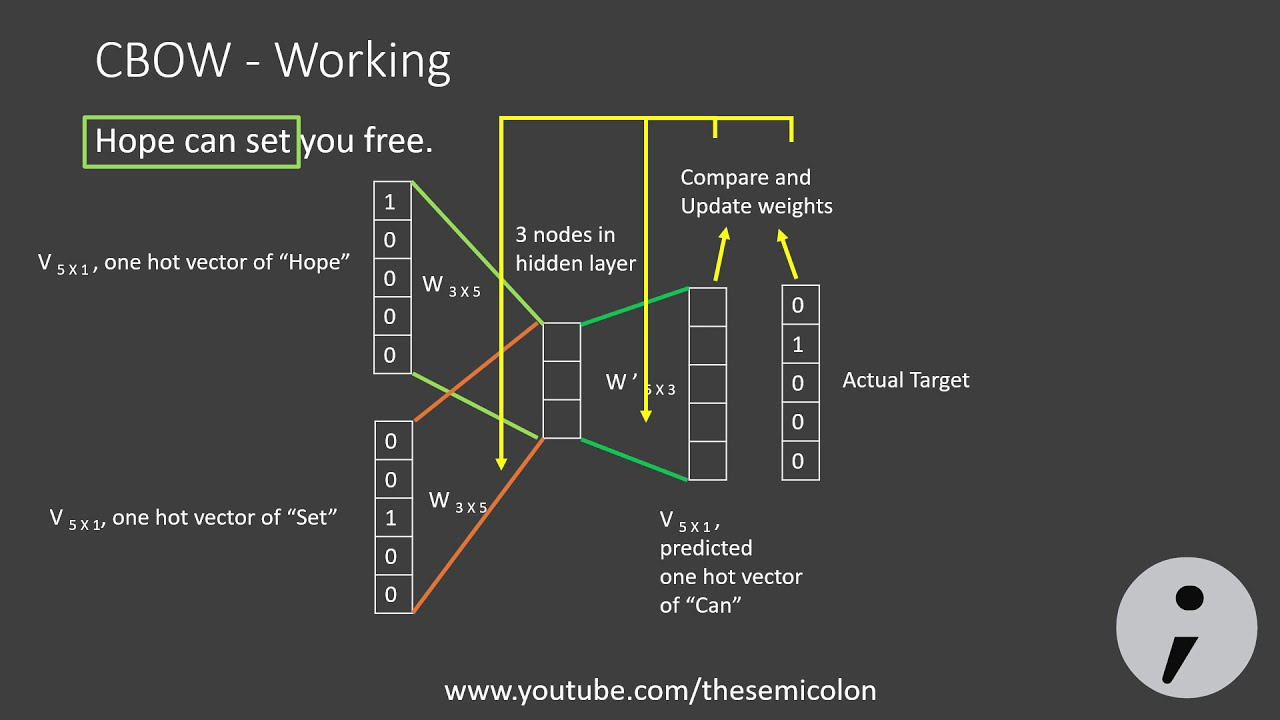 CBOW - Working
Hope can set you free.
Compare and
Update weights
3 nodes in
hidden layer
V 5 X 1 , one hot vector of “Hope”
1
0
0
0
0
W 3 X 5
W ’ 5 X 3
0
1
0
0
0
Actual Target
V 5 X 1, one hot vector of “Set”
0
0
1
0
0
W 3 X 5
V 5 X 1 ,
predicted
one hot vector
of “Can”
www.youtube.com/thesemicolon
;